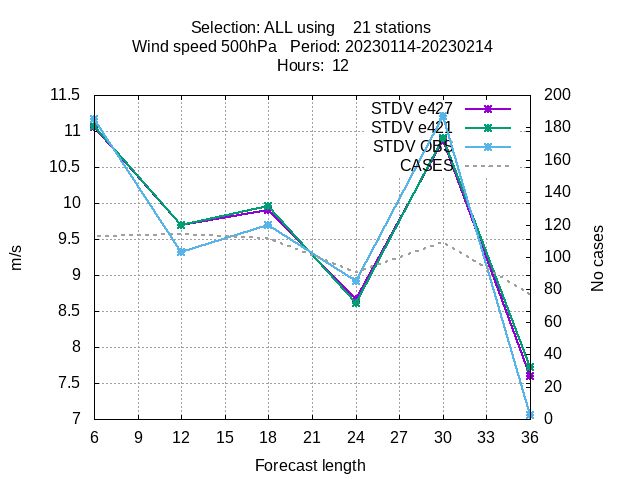 Selection: ALL using    21 stations
Wind speed 500hPa   Period: 20230114-20230214
Hours:  12
STDV e427
STDV e421
STDV OBS
CASES
11.5
11
10.5
10
9.5
9
8.5
8
7.5
7
200
180
160
140
120
100
80
60
40
20
0
m/s
No cases
6 9 12 15 18 21 24 27 30 33 36
Forecast length